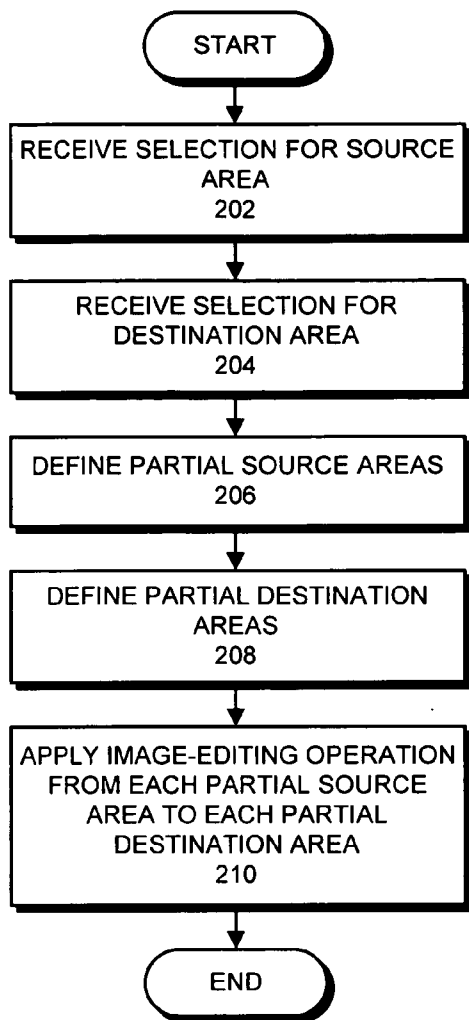 START
RECEIVE SELECTION FOR SOURCE
AREA
202
RECEIVE SELECTION FOR
DESTINATION AREA
204
DEFINE PARTIAL SOURCE AREAS
206
DEFINE PARTIAL DESTINATION
AREAS
208
APPLY IMAGE-EDITING OPERATION
FROM EACH PARTIAL SOURCE
AREA TO EACH PARTIAL
DESTINATION AREA
210
END